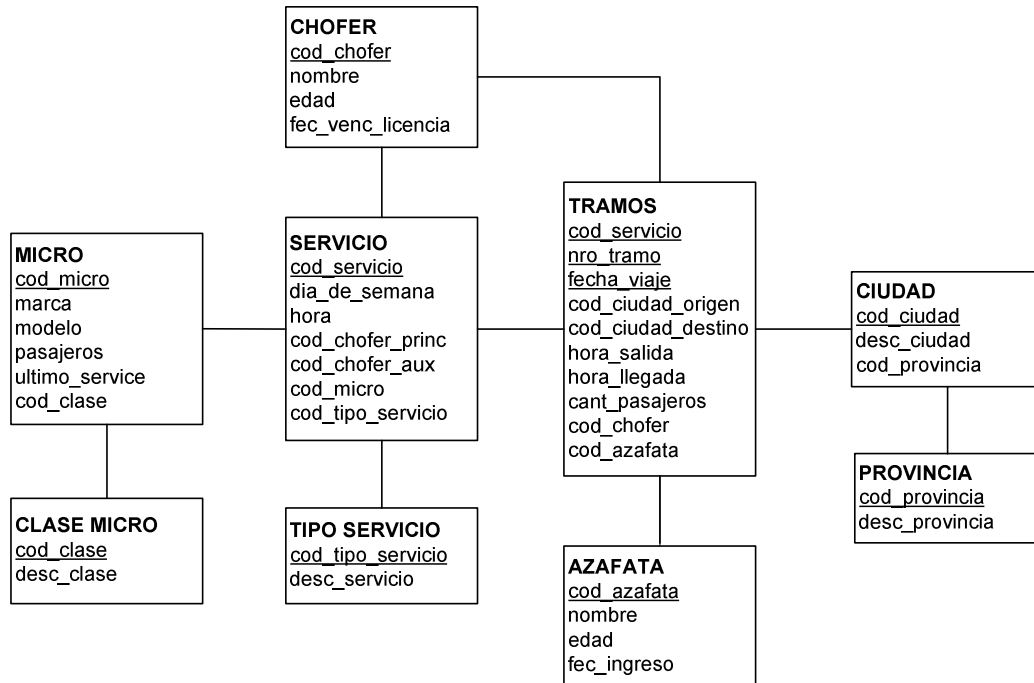 CHOFER
cod_chofer
nombre
edad
fec_venc_licencia
MICRO
cod_micro
marca
modelo
pasajeros
ultimo_service
cod_clase
SERVICIO
cod_servicio
dia_de_semana
hora
cod_chofer_princ
cod_chofer_aux
cod_micro
cod_tipo_servicio
TRAMOS
cod_servicio
nro_tramo
fecha_viaje
cod_ciudad_origen
cod_ciudad_destino
hora_salida
hora_llegada
cant_pasajeros
cod_chofer
cod_azafata
CIUDAD
cod_ciudad
desc_ciudad
cod_provincia
CLASE MICRO
cod_clase
desc_clase
TIPO SERVICIO
cod_tipo_servicio
desc_servicio
AZAFATA
cod_azafata
nombre
edad
fec_ingreso
PROVINCIA
cod_provincia
desc_provincia